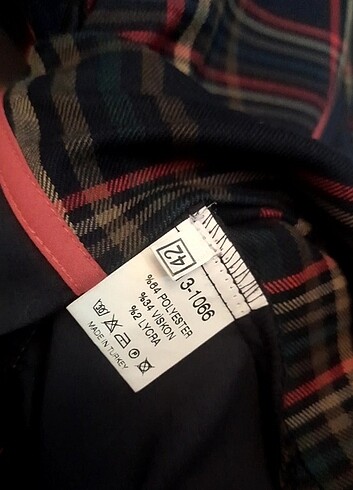 42
3-1066
%64 POLYESTER
%34 VİSKON
%2 LYCRA
MADE IN TURKEY